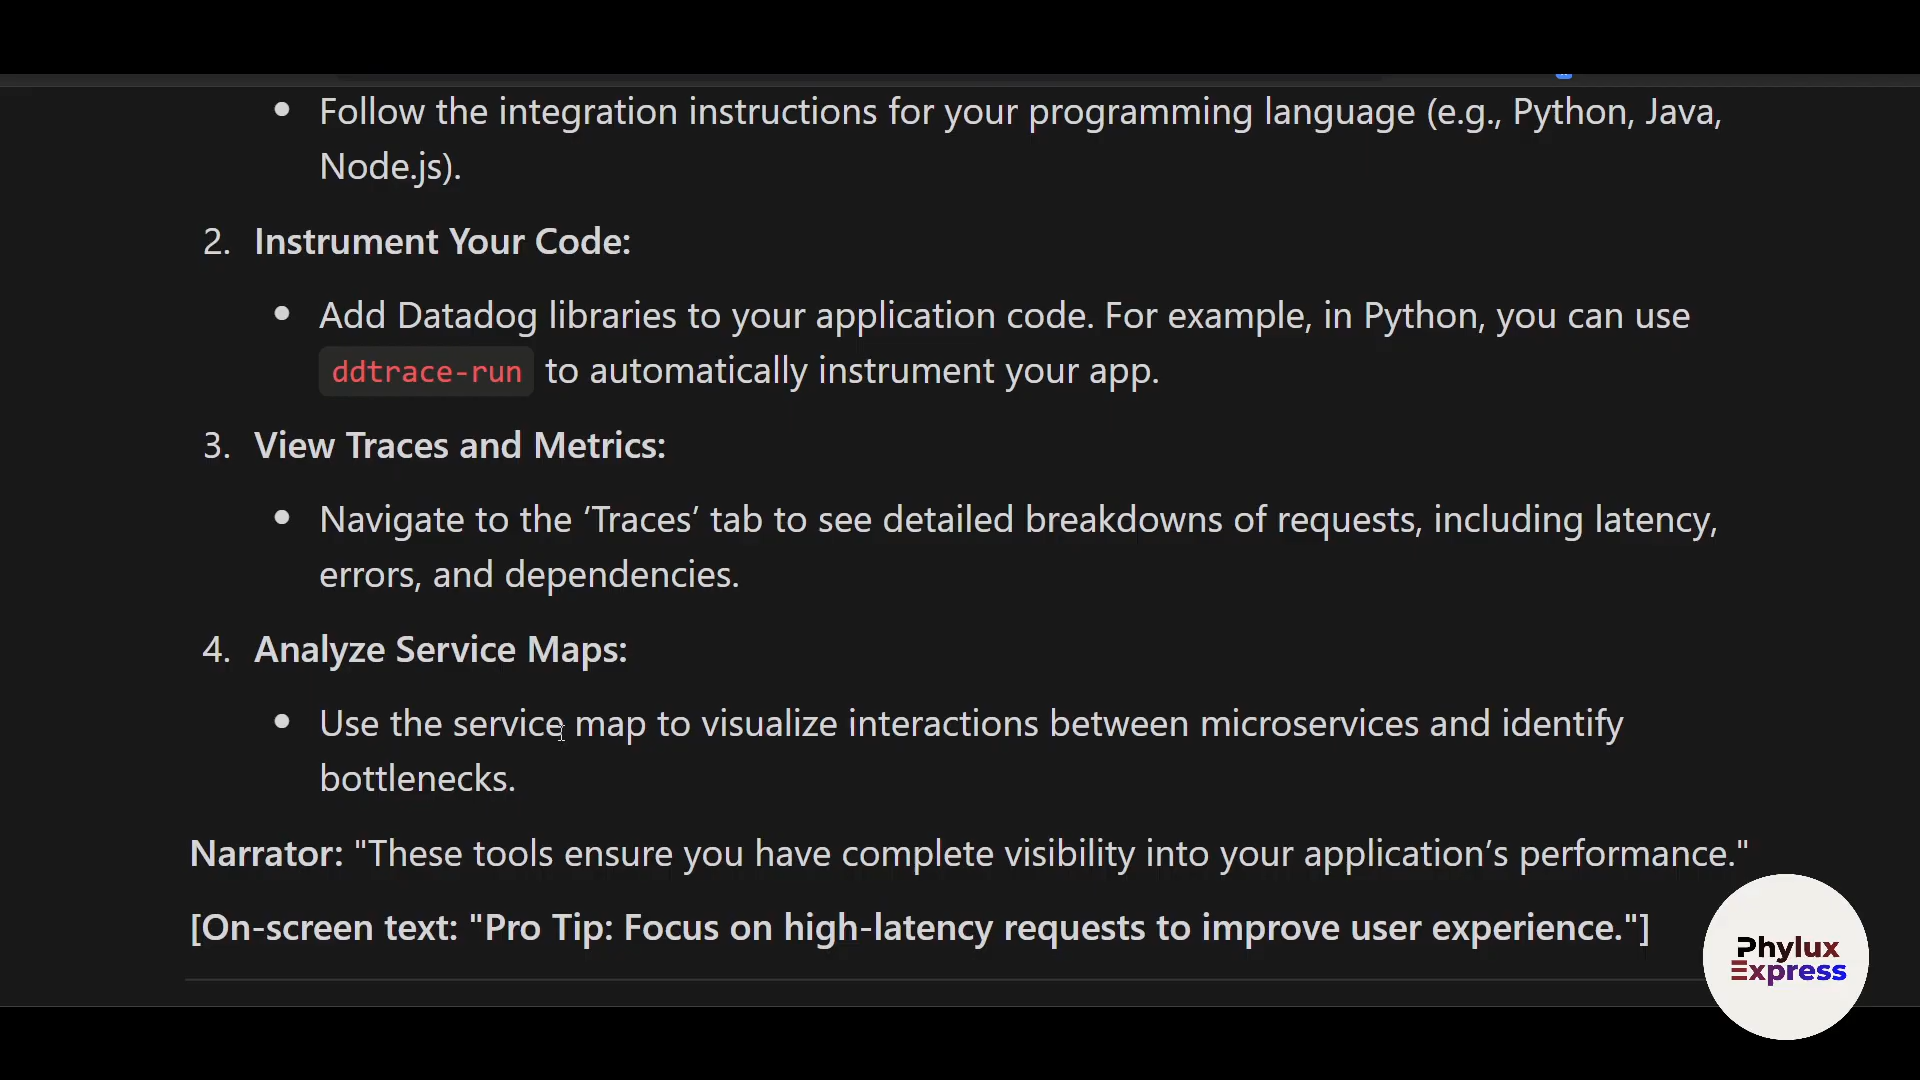 • Follow the integration instructions for your programming language (e.g., Python, Java,
Node.js).
2. Instrument Your Code:
• Add Datadog libraries to your application code. For example, in Python, you can use
ddtrace-run to automatically instrument your app.
3. View Traces and Metrics:
• Navigate to the ‘Traces’ tab to see detailed breakdowns of requests, including latency,
errors, and dependencies.
4. Analyze Service Maps:
• Use the service map to visualize interactions between microservices and identify
bottlenecks.
Narrator: "These tools ensure you have complete visibility into your application’s performance."
[On-screen text: "Pro Tip: Focus on high-latency requests to improve user experience."]
Phylux
Express